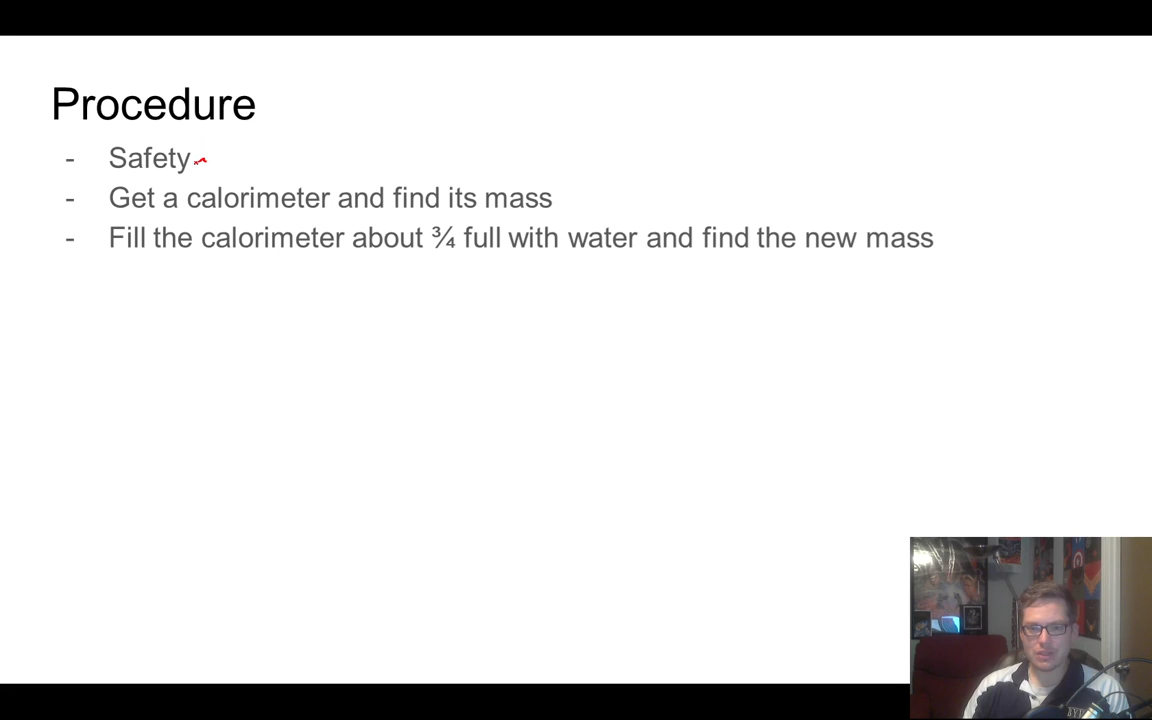 Procedure
- Safety
- Get a calorimeter and find its mass
- Fill the calorimeter about ¾ full with water and find the new mass